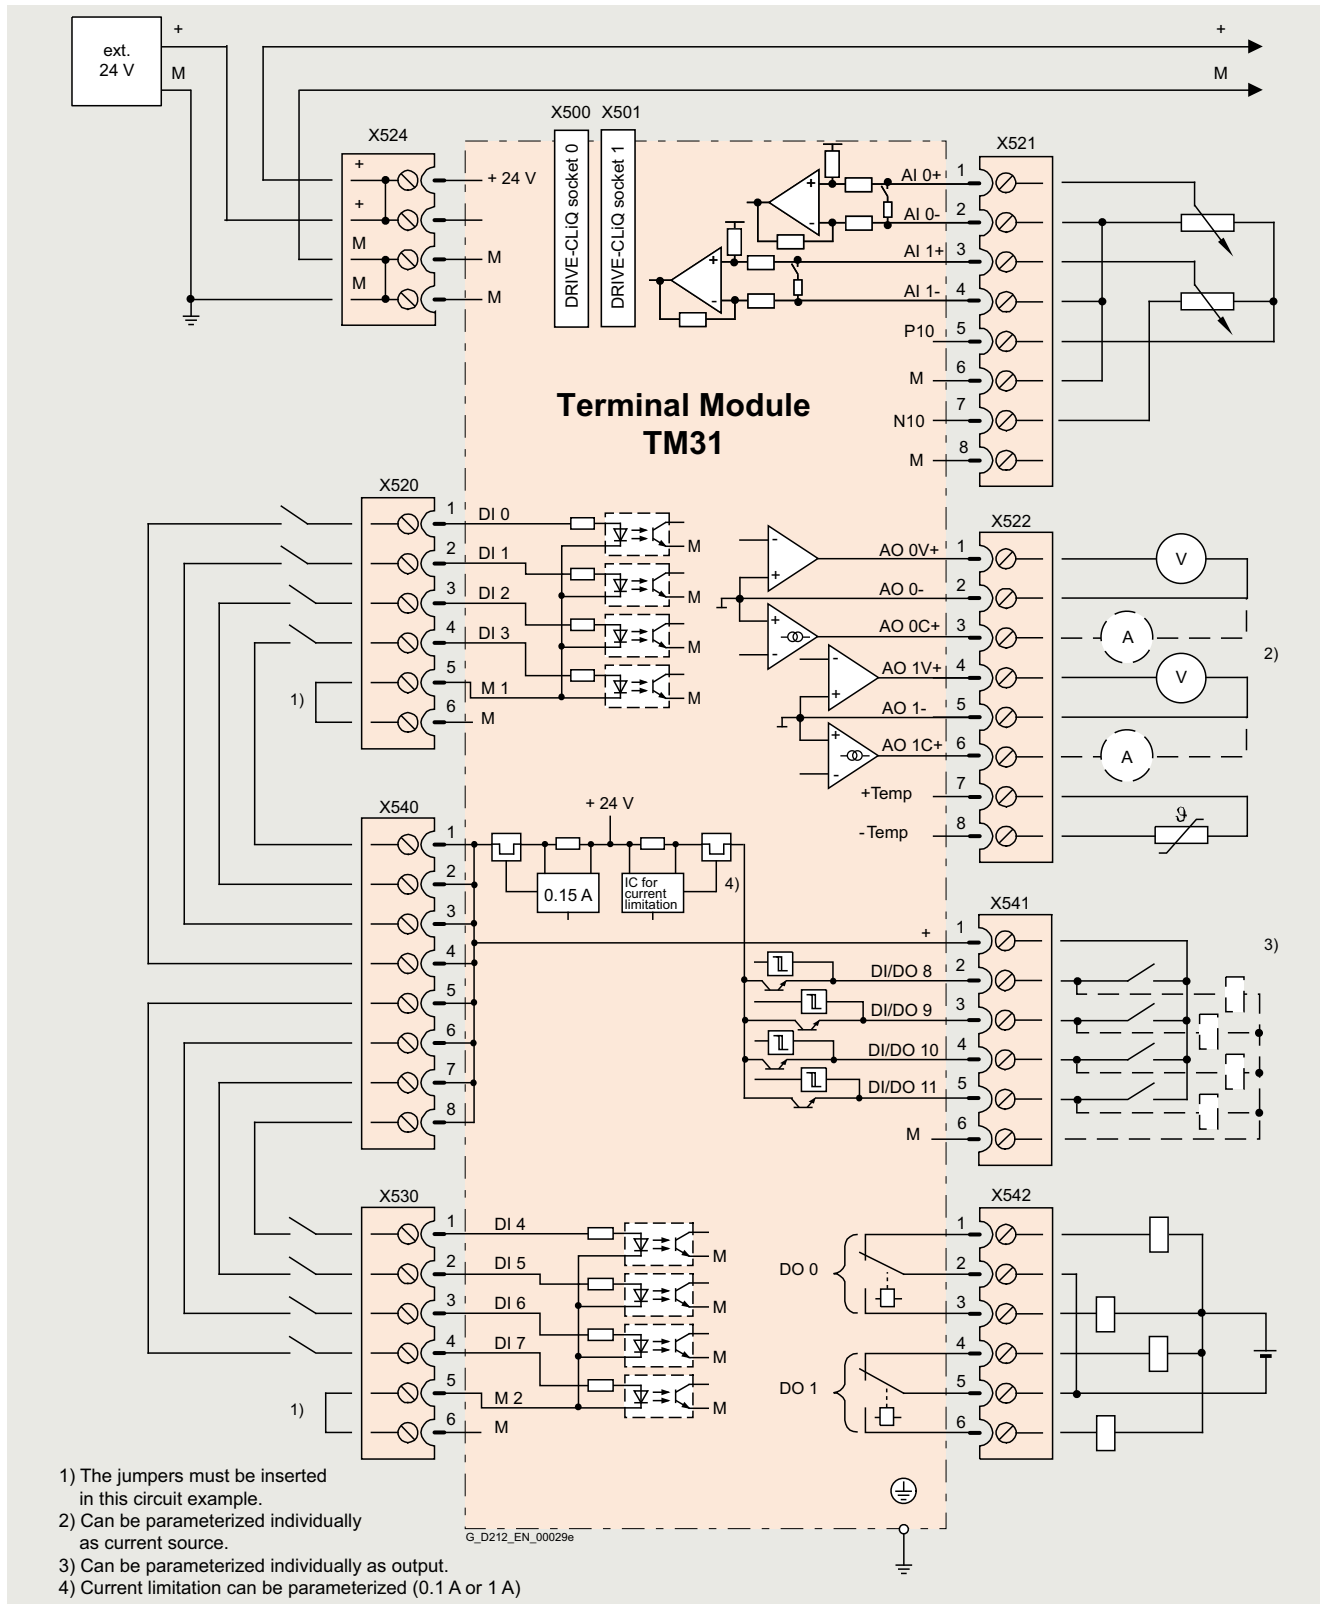 ext.
24 V
+
M
+
M
X524
+
+
M
M
+ 24 V
M
M
X500
X501
DRIVE-CLiQ socket 0
DRIVE-CLiQ socket 1
+
-
+
-
X521
AI 0+ 1
AI 0- 2
AI 1+ 3
AI 1- 4
P10 5
M 6
N10 7
M 8
Terminal Module
TM31
X520
1 DI 0
2 DI 1
3 DI 2
4 DI 3
5 M 1
6 M
M
M
M
M
1)
X522
AO 0V+ 1
AO 0- 2
AO 0C+ 3
AO 1V+ 4
AO 1- 5
AO 1C+ 6
+Temp 7
- Temp 8
-
+
+
-
-
+
+
-
V
A
V
A
2)
ϑ
X540
1
2
3
4
5
6
7
8
+ 24 V
0.15 A
IC for
current
limitation
4)
X541
+ 1
DI/DO 8 2
DI/DO 9 3
DI/DO 10 4
DI/DO 11 5
M 6
3)
X530
1 DI 4
2 DI 5
3 DI 6
4 DI 7
5 M 2
6 M
M
M
M
M
1)
X542
DO 0
1
2
3
DO 1
4
5
6
1) The jumpers must be inserted
in this circuit example.
2) Can be parameterized individually
as current source.
3) Can be parameterized individually as output.
4) Current limitation can be parameterized (0.1 A or 1 A)
G_D212_EN_00029e